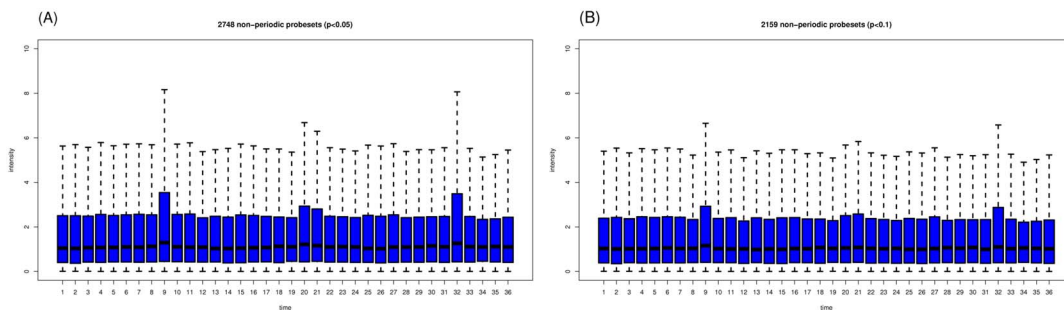 (A)
2748 non-periodic probesets (p<0.05)
10
8
6
4
2
0
intensity
1 2 3 4 5 6 7 8 9 10 11 12 13 14 15 16 17 18 19 20 21 22 23 24 25 26 27 28 29 30 31 32 33 34 35 36
time
(B)
2159 non-periodic probesets (p<0.1)
10
8
6
4
2
0
intensity
1 2 3 4 5 6 7 8 9 10 11 12 13 14 15 16 17 18 19 20 21 22 23 24 25 26 27 28 29 30 31 32 33 34 35 36
time